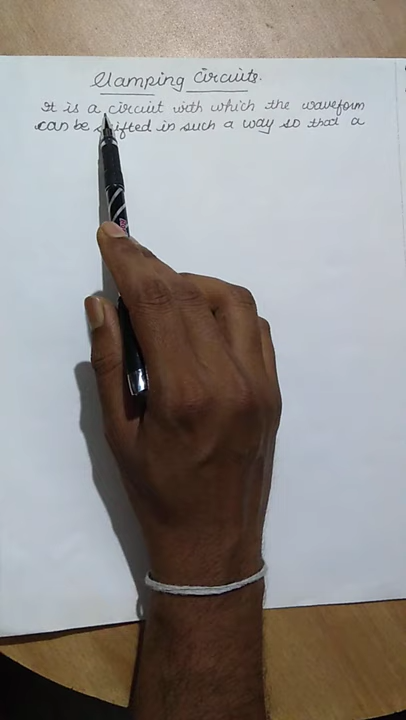 Clamping Circuits.
It is a circuit with which the waveform
can be shifted in such a way so that a